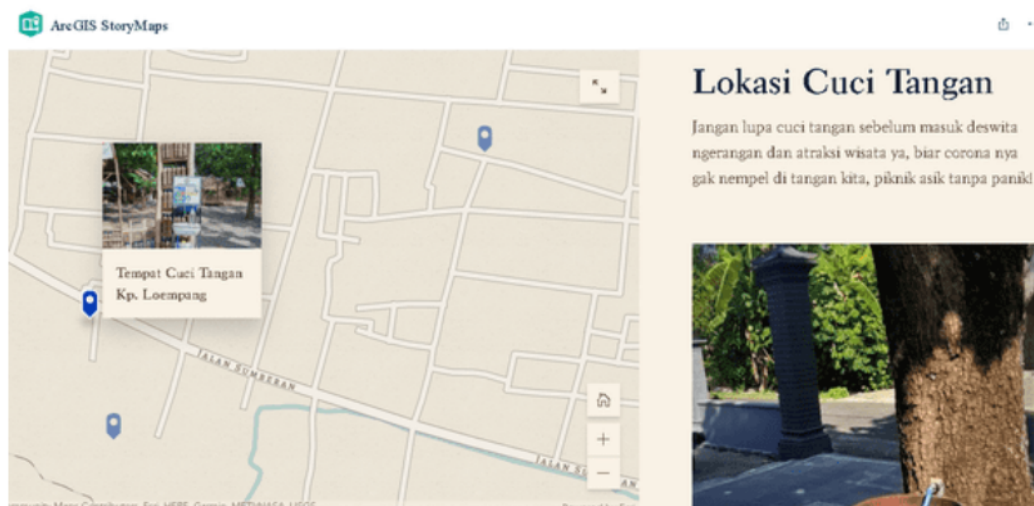 ArcGIS StoryMaps
Tempat Cuci Tangan
Kp. Loempang
JALAN SUMBERAN
Lokasi Cuci Tangan
Jangan lupa cuci tangan sebelum masuk deswita
ngerangan dan atraksi wisata ya, biar corona nya
gak nempel di tangan kita, piknik asik tanpa panik!